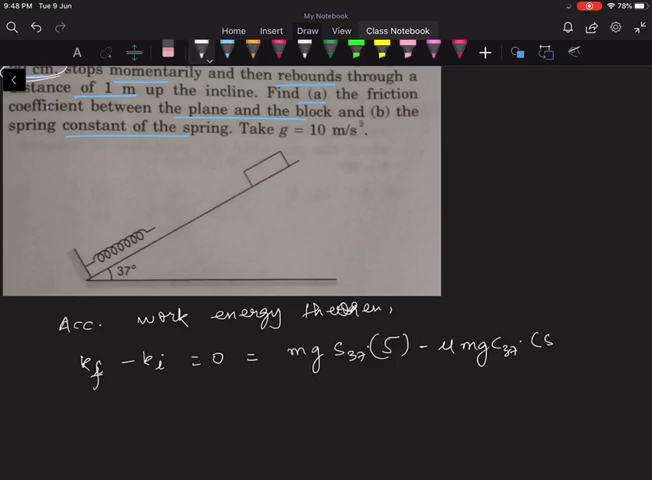 9:48 PM Tue 9 Jun
78%
My Notebook
Home Insert Draw View Class Notebook
cm, stops momentarily and then rebounds through a
distance of 1 m up the incline. Find (a) the friction
coefficient between the plane and the block and (b) the
spring constant of the spring. Take g = 10 m/s².
37°
Acc. work energy theorem,
kf - ki = 0 = mg S37° (5) - μ mg C37° (5